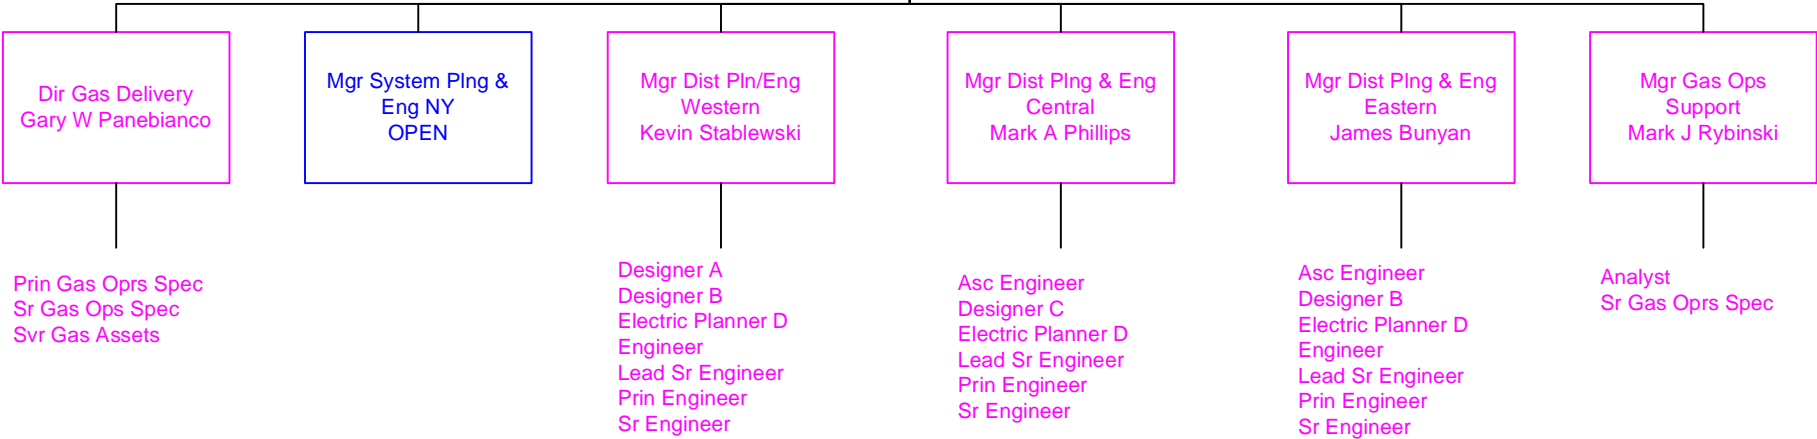 Dir Gas Delivery
Gary W Panebianco
Mgr System Plng &
Eng NY
OPEN
Mgr Dist Pln/Eng
Western
Kevin Stablewski
Mgr Dist Plng & Eng
Central
Mark A Phillips
Mgr Dist Plng & Eng
Eastern
James Bunyan
Mgr Gas Ops
Support
Mark J Rybinski
Prin Gas Oprs Spec
Sr Gas Ops Spec
Svr Gas Assets
Designer A
Designer B
Electric Planner D
Engineer
Lead Sr Engineer
Prin Engineer
Sr Engineer
Asc Engineer
Designer C
Electric Planner D
Lead Sr Engineer
Prin Engineer
Sr Engineer
Asc Engineer
Designer B
Electric Planner D
Engineer
Lead Sr Engineer
Prin Engineer
Sr Engineer
Analyst
Sr Gas Oprs Spec